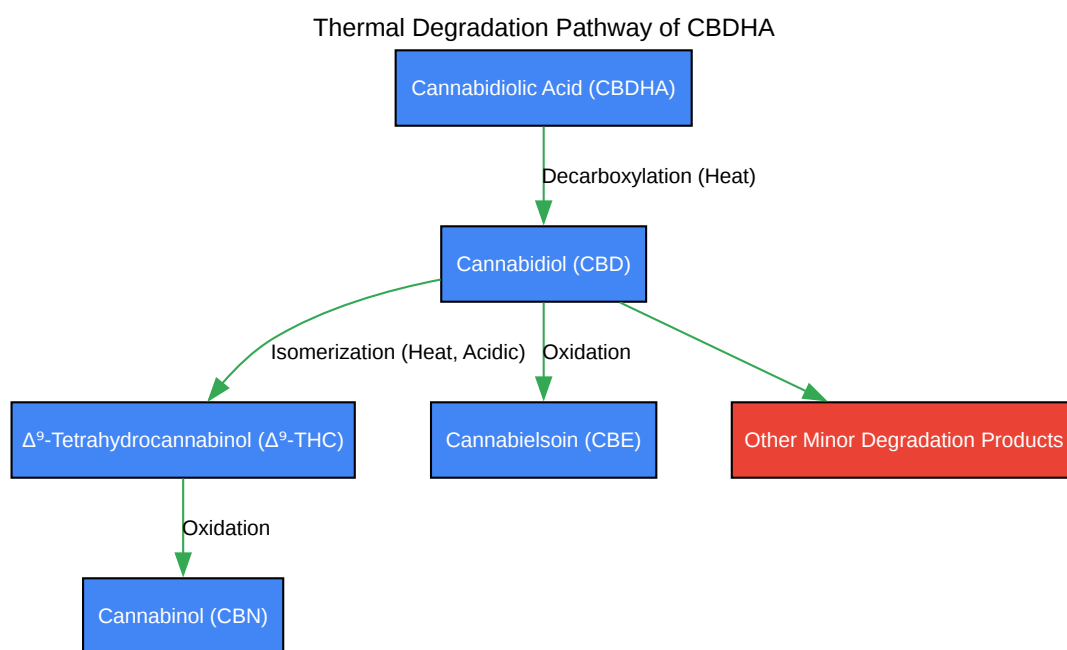 Thermal Degradation Pathway of CBDHA
Cannabidiolic Acid (CBDHA)
Decarboxylation (Heat)
Cannabidiol (CBD)
Isomerization (Heat, Acidic)
Oxidation
Δ⁹-Tetrahydrocannabinol (Δ⁹-THC)
Cannabielsoin (CBE)
Other Minor Degradation Products
Oxidation
Cannabinol (CBN)